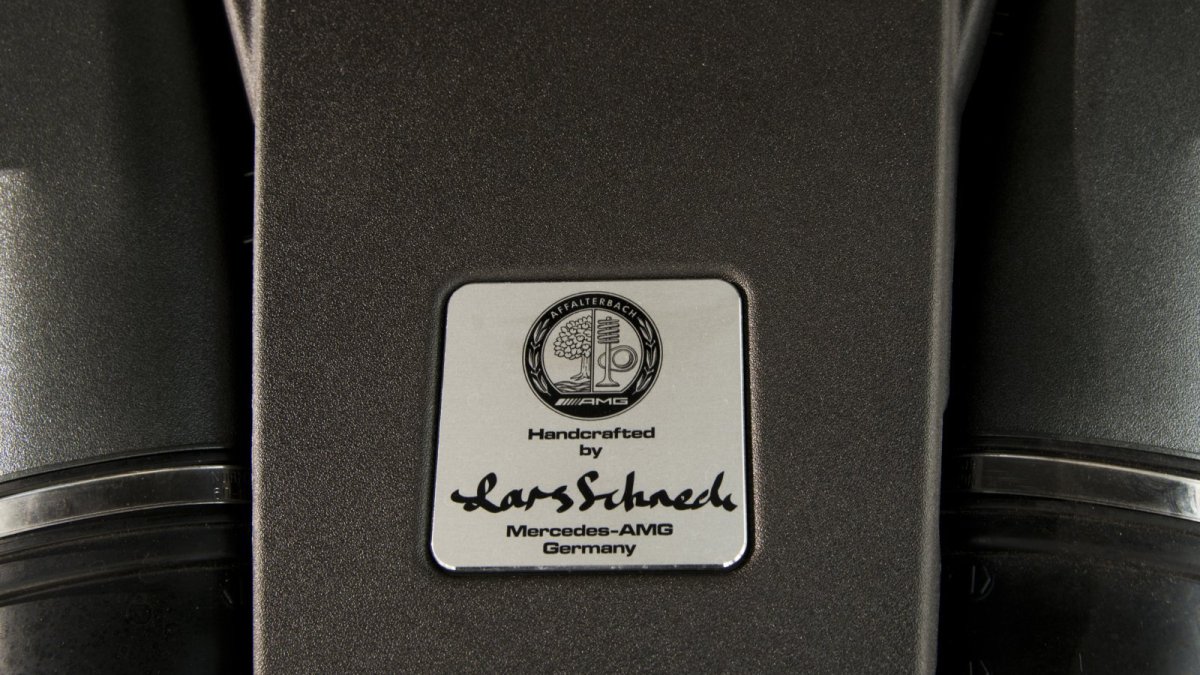 AFFALTERBACH
AMG
Handcrafted
by
Lars Schneck
Mercedes-AMG
Germany